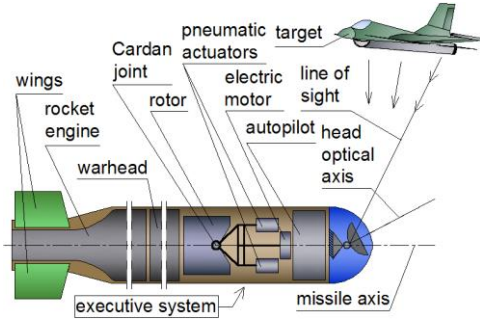 pneumatic
actuators
target
Cardan
joint
electric
motor
line of
sight
wings
rotor
rocket
engine
autopilot
head
optical
axis
warhead
executive system
missile axis